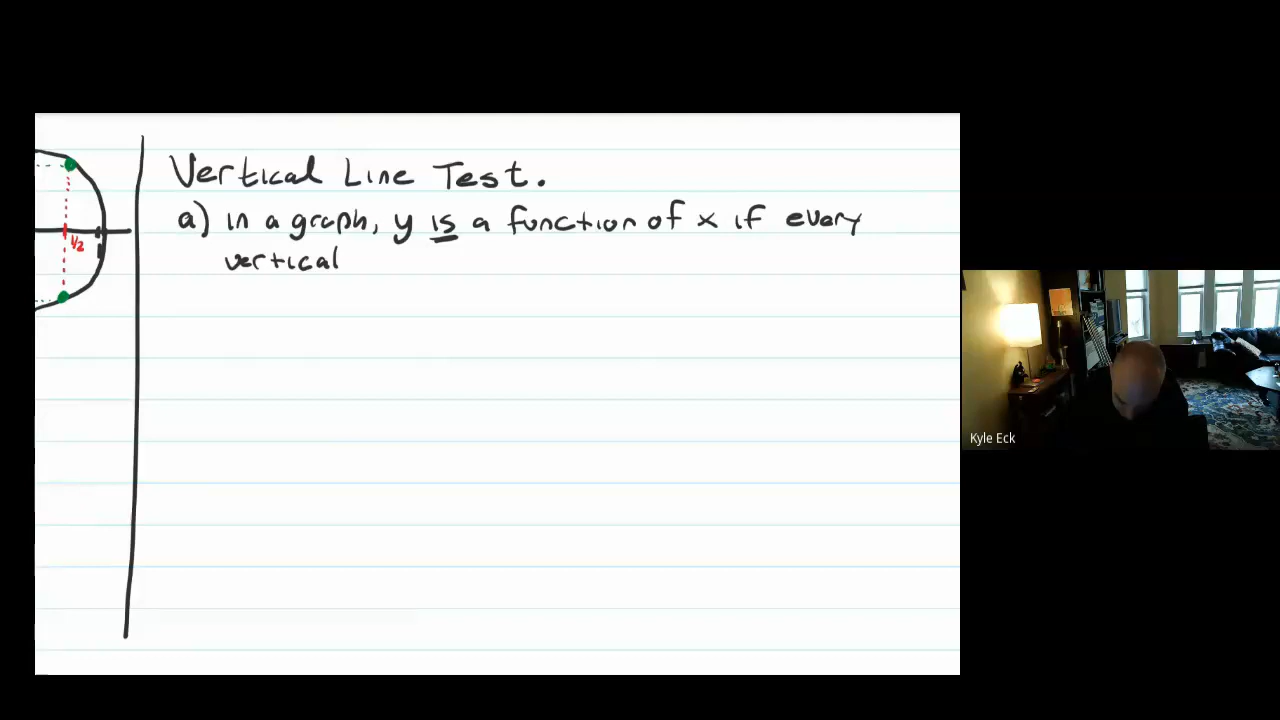 Vertical Line Test.
a) in a graph, y is a function of x if every
vertical
1/2
Kyle Eck